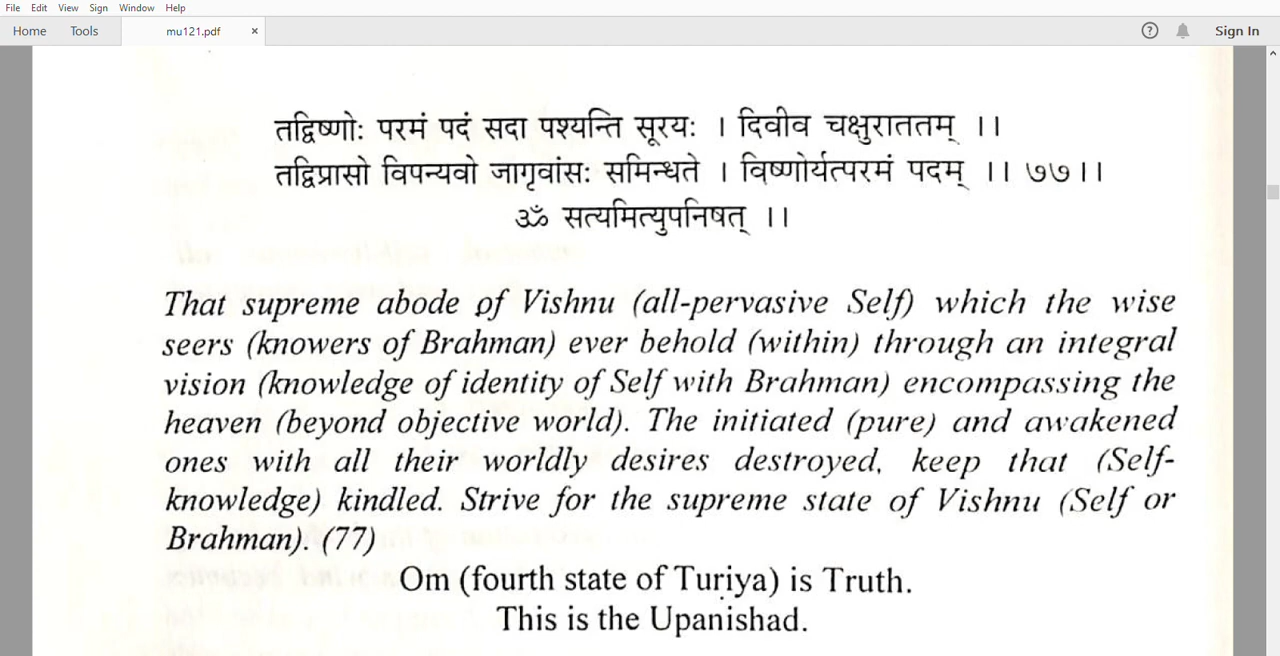 File Edit View Sign Window Help
Home Tools mu121.pdf × ? Sign In
तद्विष्णोः परमं पदं सदा पश्यन्ति सूरयः । दिवीव चक्षुराततम् ।।
तद्विप्रासो विपन्यवो जागृवांसः समिन्धते । विष्णोर्यत्परमं पदम् ।। ७७।।
ॐ सत्यमित्युपनिषत् ।।
That supreme abode of Vishnu (all-pervasive Self) which the wise
seers (knowers of Brahman) ever behold (within) through an integral
vision (knowledge of identity of Self with Brahman) encompassing the
heaven (beyond objective world). The initiated (pure) and awakened
ones with all their worldly desires destroyed, keep that (Self-
knowledge) kindled. Strive for the supreme state of Vishnu (Self or
Brahman). (77)
Om (fourth state of Turiya) is Truth.
This is the Upanishad.